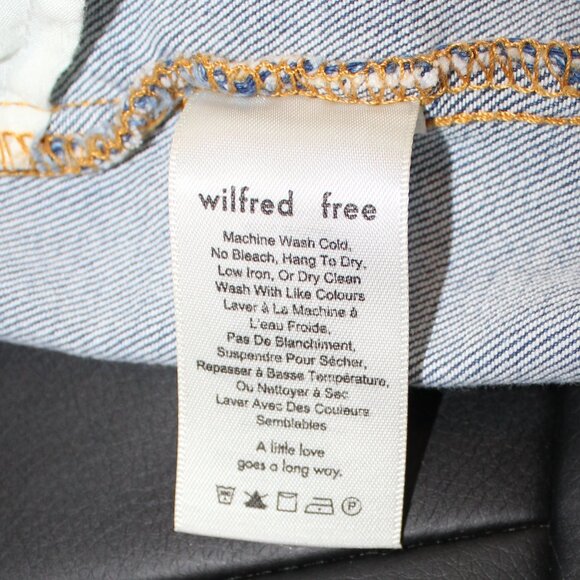 wilfred free
Machine Wash Cold,
No Bleach, Hang To Dry,
Low Iron, Or Dry Clean
Wash With Like Colours
Laver à La Machine à
L'eau Froide,
Pas De Blanchiment,
Suspendre Pour Sècher,
Repasser à Basse Tempèrature,
Ou Nettoyer à Sec
Laver Avec Des Couleurs
Semblables
A little love
goes a long way.
P